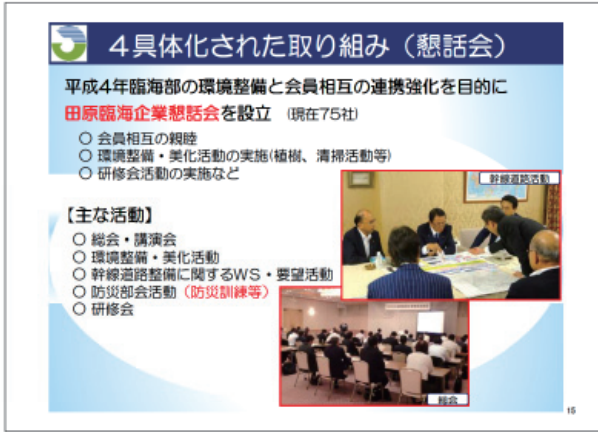 4具体化された取り組み（懇話会）
平成4年臨海部の環境整備と会員相互の連携強化を目的に
田原臨海企業懇話会を設立 （現在75社）
○ 会員相互の親睦
○ 環境整備・美化活動の実施(植樹、清掃活動等)
○ 研修会活動の実施など
【主な活動】
○ 総会・講演会
○ 環境整備・美化活動
○ 幹線道路整備に関するWS・要望活動
○ 防災部会活動（防災訓練等）
○ 研修会
幹線道路活動
総会
15